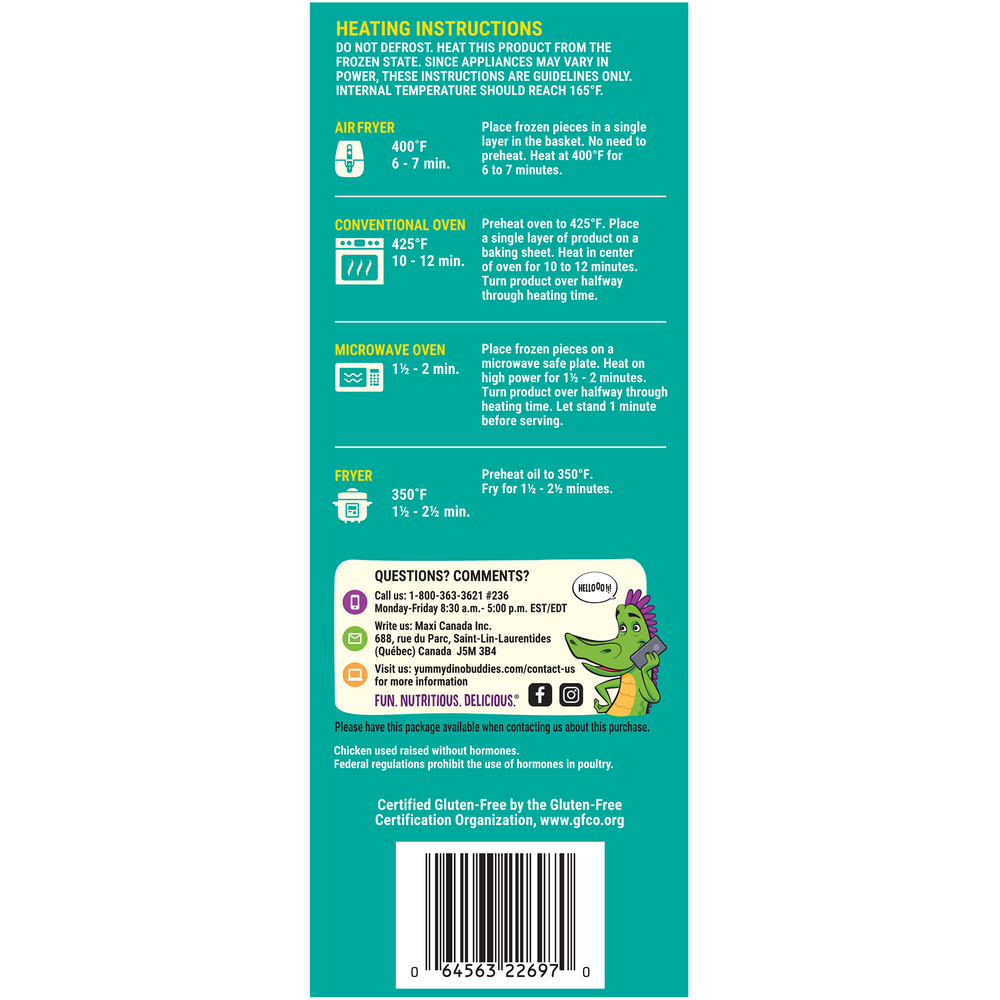 HEATING INSTRUCTIONS
DO NOT DEFROST. HEAT THIS PRODUCT FROM THE
FROZEN STATE. SINCE APPLIANCES MAY VARY IN
POWER, THESE INSTRUCTIONS ARE GUIDELINES ONLY.
INTERNAL TEMPERATURE SHOULD REACH 165°F.
AIR FRYER
400°F
6 - 7 min.
Place frozen pieces in a single
layer in the basket. No need to
preheat. Heat at 400°F for
6 to 7 minutes.
CONVENTIONAL OVEN
425°F
10 - 12 min.
Preheat oven to 425°F. Place
a single layer of product on a
baking sheet. Heat in center
of oven for 10 to 12 minutes.
Turn product over halfway
through heating time.
MICROWAVE OVEN
1½ - 2 min.
Place frozen pieces on a
microwave safe plate. Heat on
high power for 1½ - 2 minutes.
Turn product over halfway through
heating time. Let stand 1 minute
before serving.
FRYER
350°F
1½ - 2½ min.
Preheat oil to 350°F.
Fry for 1½ - 2½ minutes.
QUESTIONS? COMMENTS?
Call us: 1-800-363-3621 #236
Monday-Friday 8:30 a.m.- 5:00 p.m. EST/EDT
Write us: Maxi Canada Inc.
688, rue du Parc, Saint-Lin-Laurentides
(Québec) Canada J5M 3B4
Visit us: yummydinobuddies.com/contact-us
for more information
FUN. NUTRITIOUS. DELICIOUS.®
HELLOOO!!!
Please have this package available when contacting us about this purchase.
Chicken used raised without hormones.
Federal regulations prohibit the use of hormones in poultry.
Certified Gluten-Free by the Gluten-Free
Certification Organization, www.gfco.org
0 64563 22697 0